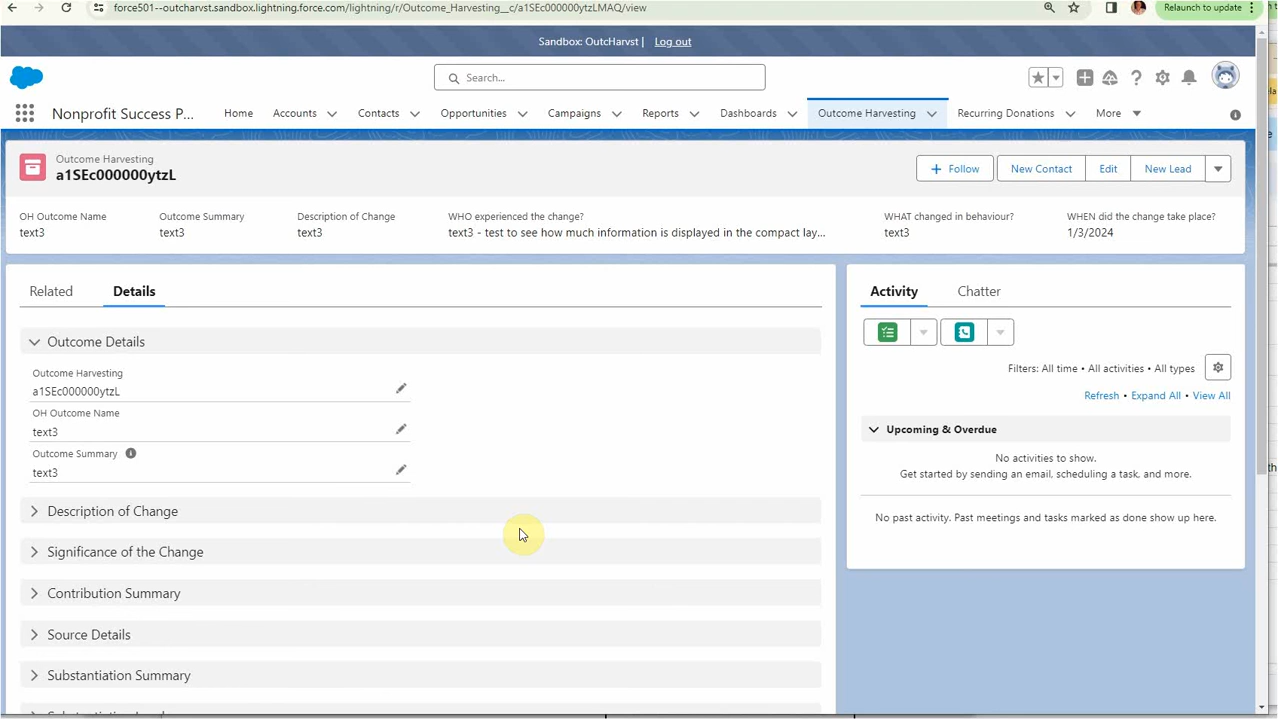 force501--outcharvst.sandbox.lightning.force.com/lightning/r/Outcome_Harvesting__c/a1SEc000000ytzLMAQ/view
Relaunch to update
Sandbox: OutcHarvst | Log out
Search...
Nonprofit Success P... Home Accounts Contacts Opportunities Campaigns Reports Dashboards Outcome Harvesting Recurring Donations More
Outcome Harvesting
a1SEc000000ytzL
Follow New Contact Edit New Lead
OH Outcome Name Outcome Summary Description of Change WHO experienced the change? WHAT changed in behaviour? WHEN did the change take place?
text3 text3 text3 text3 - test to see how much information is displayed in the compact lay... text3 1/3/2024
Related Details
Activity Chatter
Outcome Details
Outcome Harvesting
a1SEc000000ytzL
OH Outcome Name
text3
Outcome Summary
text3
Description of Change
Significance of the Change
Contribution Summary
Source Details
Substantiation Summary
Filters: All time • All activities • All types
Refresh • Expand All • View All
Upcoming & Overdue
No activities to show.
Get started by sending an email, scheduling a task, and more.
No past activity. Past meetings and tasks marked as done show up here.